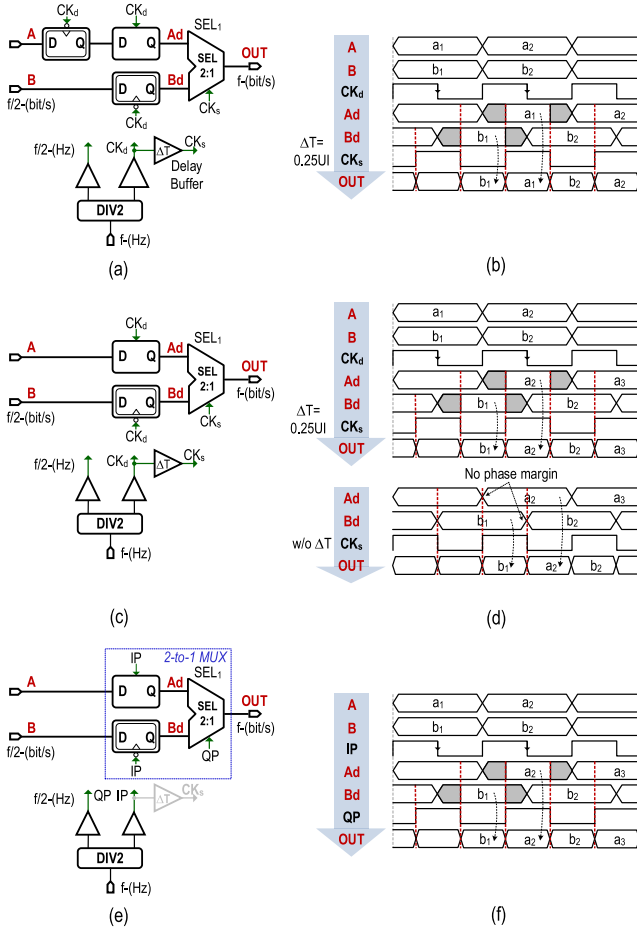 CKd CKd
A D Q D Q Ad SEL1 OUT
SEL 2:1 f-(bit/s)
B D Q Bd
f/2-(bit/s) CKs
CKd
f/2-(Hz) CKd ΔT CKs
Delay
Buffer
DIV2
f-(Hz)
(a)
A a1 a2
B b1 b2
CKd
Ad a1 a2
Bd b1 b2
ΔT=
0.25UI
CKs
OUT b1 a1 b2 a2
(b)
CKd
A D Q Ad SEL1 OUT
SEL 2:1 f-(bit/s)
B D Q Bd
f/2-(bit/s) CKs
CKd
f/2-(Hz) CKd ΔT CKs
DIV2
f-(Hz)
(c)
A a1 a2
B b1 b2
CKd
Ad a2 a3
Bd b1 b2
ΔT=
0.25UI
CKs
OUT b1 a2 b2 a3
No phase margin
Ad a2 a3
Bd b1 b2
w/o ΔT CKs
OUT b1 a2 b2
(d)
IP 2-to-1 MUX
A D Q Ad SEL1 OUT
SEL 2:1 f-(bit/s)
B D Q Bd
f/2-(bit/s) QP
IP
f/2-(Hz) QP IP ΔT CKs
DIV2
f-(Hz)
(e)
A a1 a2
B b1 b2
IP
Ad a2 a3
Bd b1 b2
QP
OUT b1 a2 b2 a3
(f)